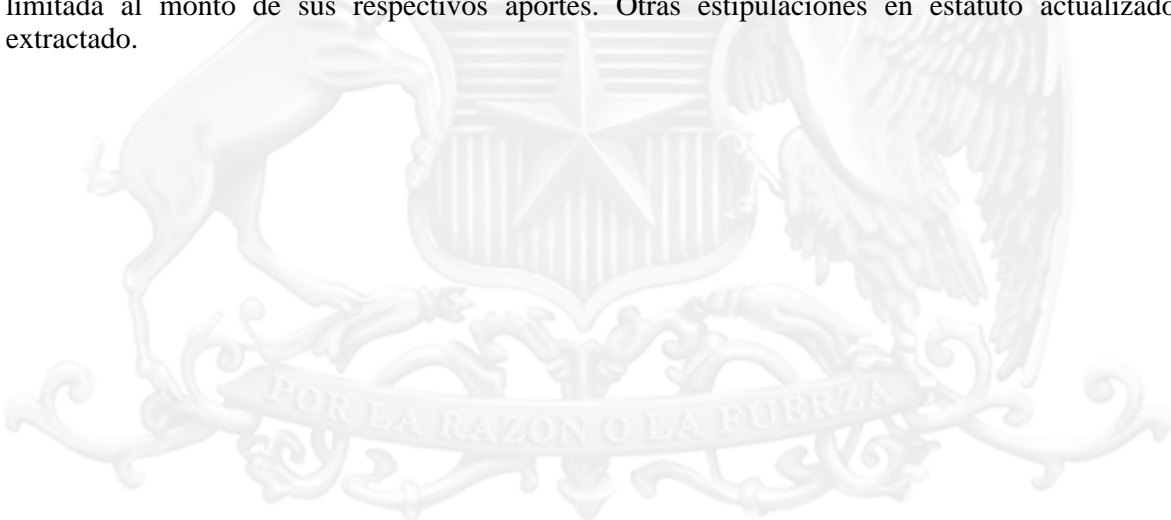 limitada al monto de sus respectivos aportes. Otras estipulaciones en estatuto actualizado
extractado.
POR LA RAZON O LA FUERZA